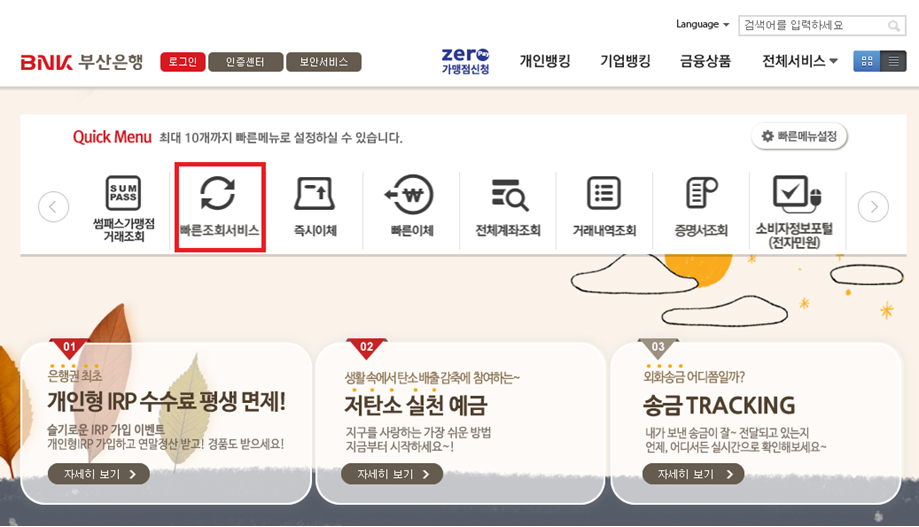 Language
검색어를 입력하세요
BNK 부산은행
로그인
인증센터
보안서비스
zero Pay
가맹점신청
개인뱅킹
기업뱅킹
금융상품
전체서비스
Quick Menu 최대 10개까지 빠른메뉴로 설정하실 수 있습니다.
빠른메뉴설정
SUM
PASS
썸패스가맹점
거래조회
빠른조회서비스
즉시이체
빠른이체
전체계좌조회
거래내역조회
증명서조회
소비자정보포털
(전자민원)
01
은행권 최초
개인형 IRP 수수료 평생 면제!
슬기로운 IRP 가입 이벤트
개인형IRP 가입하고 연말정산 받고! 경품도 받으세요!
자세히 보기
02
생활 속에서 탄소 배출 감축에 참여하는~
저탄소 실천 예금
지구를 사랑하는 가장 쉬운 방법
지금부터 시작하세요~!
자세히 보기
03
외화송금 어디쯤일까?
송금 TRACKING
내가 보낸 송금이 잘~ 전달되고 있는지
언제, 어디서든 실시간으로 확인해보세요~
자세히 보기